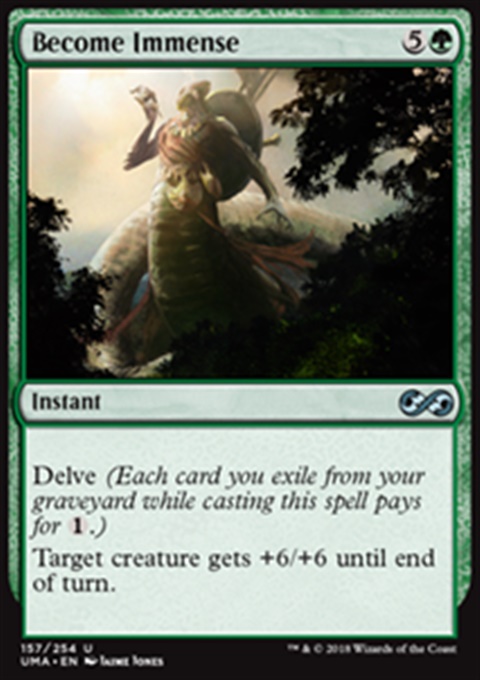 Become Immense 5
Instant
Delve (Each card you exile from your
graveyard while casting this spell pays
for 1.)
Target creature gets +6/+6 until end
of turn.
157/254 U
UMA • EN Jaime Jones
™ & © 2018 Wizards of the Coast